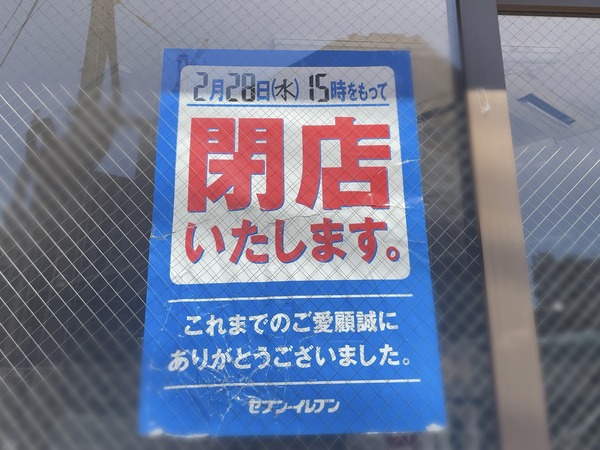 2月28日(水) 15時をもって
閉店
いたします。
これまでのご愛顧誠に
ありがとうございました。
セブン-イレブン